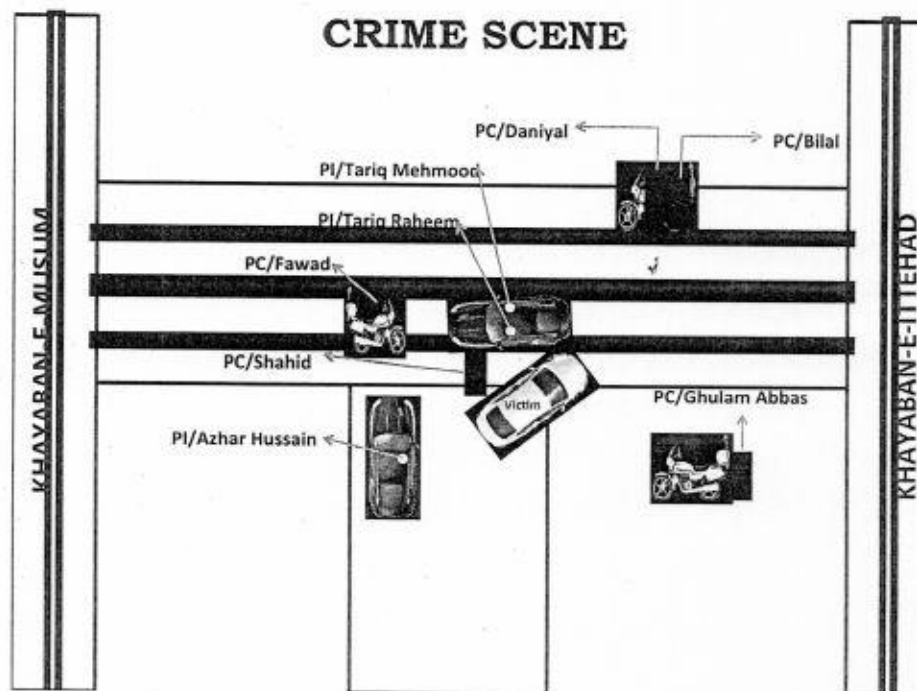 CRIME SCENE
PC/Daniyal
PC/Bilal
PI/Tariq Mehmood
PI/Tariq Raheem
PC/Fawad
PC/Shahid
Victim
PC/Ghulam Abbas
PI/Azhar Hussain
KHAYABAN-E-MUSLIM
KHAYABAN-E-ITTEHAD